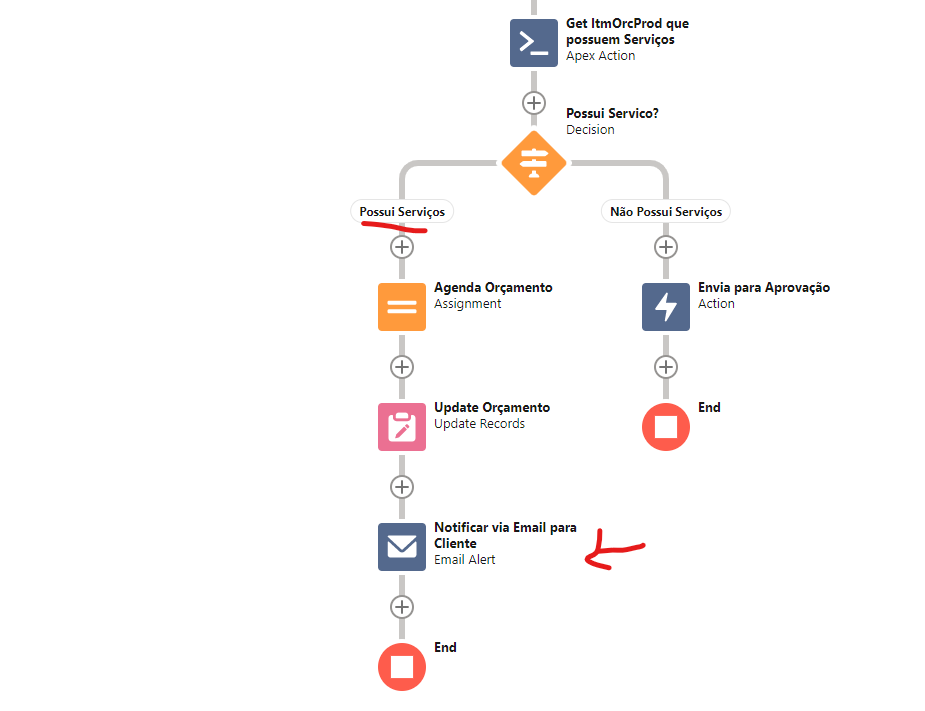 Get ItmOrcProd que
possuem Serviços
Apex Action
Possui Servico?
Decision
Possui Serviços
Não Possui Serviços
Agenda Orçamento
Assignment
Envia para Aprovação
Action
Update Orçamento
Update Records
End
Notificar via Email para
Cliente
Email Alert
End